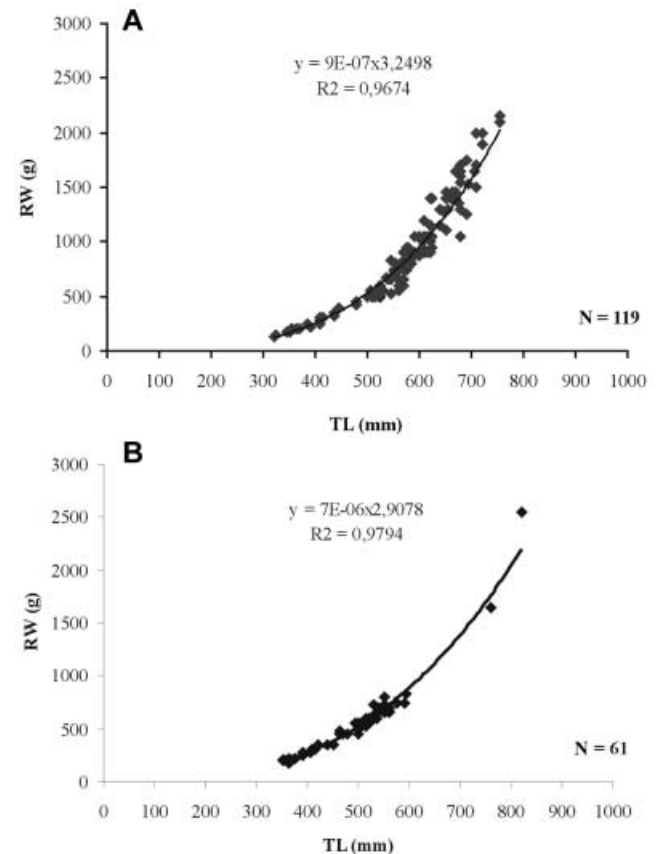 A
3000
2500
2000
1500
1000
500
0
RW (g)
y = 9E-07x3,2498
R2 = 0,9674
N = 119
0 100 200 300 400 500 600 700 800 900 1000
TL (mm)
B
3000
2500
2000
1500
1000
500
0
RW (g)
y = 7E-06x2,9078
R2 = 0,9794
N = 61
0 100 200 300 400 500 600 700 800 900 1000
TL (mm)